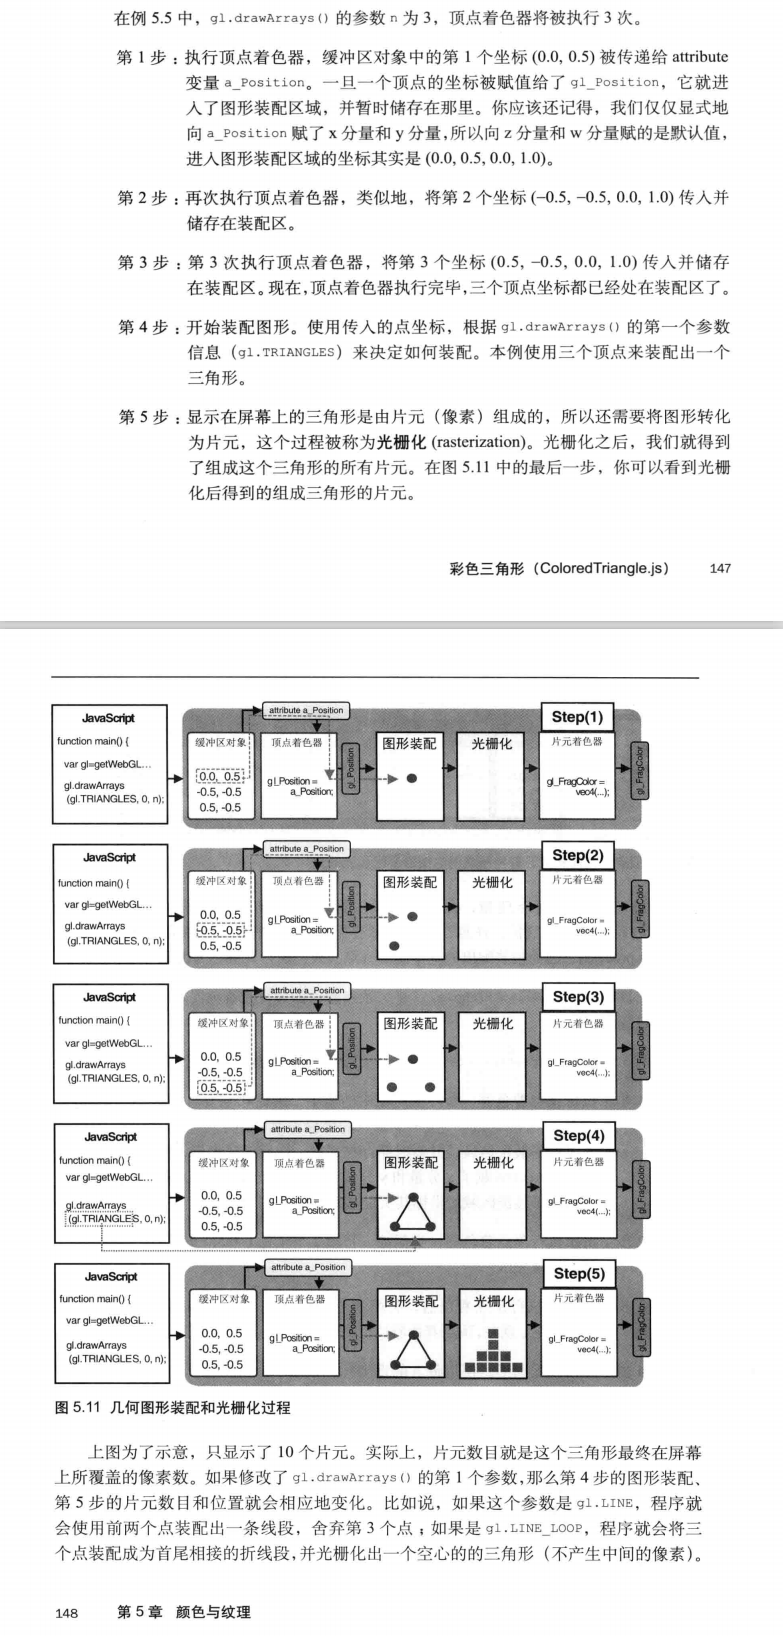 在例 5.5 中，gl.drawArrays() 的参数 n 为 3，顶点着色器将被执行 3 次。
第 1 步：执行顶点着色器，缓冲区对象中的第 1 个坐标 (0.0, 0.5) 被传递给 attribute
变量 a_Position。一旦一个顶点的坐标被赋值给了 gl_Position，它就进
入了图形装配区域，并暂时储存在那里。你应该还记得，我们仅仅显式地
向 a_Position 赋了 x 分量和 y 分量，所以向 z 分量和 w 分量赋的是默认值，
进入图形装配区域的坐标其实是 (0.0, 0.5, 0.0, 1.0)。
第 2 步：再次执行顶点着色器，类似地，将第 2 个坐标 (–0.5, –0.5, 0.0, 1.0) 传入并
储存在装配区。
第 3 步：第 3 次执行顶点着色器，将第 3 个坐标 (0.5, –0.5, 0.0, 1.0) 传入并储存
在装配区。现在，顶点着色器执行完毕，三个顶点坐标都已经处在装配区了。
第 4 步：开始装配图形。使用传入的点坐标，根据 gl.drawArrays() 的第一个参数
信息（gl.TRIANGLES）来决定如何装配。本例使用三个顶点来装配出一个
三角形。
第 5 步：显示在屏幕上的三角形是由片元（像素）组成的，所以还需要将图形转化
为片元，这个过程被称为光栅化 (rasterization)。光栅化之后，我们就得到
了组成这个三角形的所有片元。在图 5.11 中的最后一步，你可以看到光栅
化后得到的组成三角形的片元。
彩色三角形（ColoredTriangle.js） 147
attribute a_Position
Step(1)
JavaScript
function main() {
var gl=getWebGL...
gl.drawArrays
(gl.TRIANGLES, 0, n);
缓冲区对象
0.0, 0.5
-0.5, -0.5
0.5, -0.5
顶点着色器
gl_Position =
a_Position;
gl_Position
图形装配
光栅化
片元着色器
gl_FragColor =
vec4(...);
gl_FragColor
attribute a_Position
Step(2)
JavaScript
function main() {
var gl=getWebGL...
gl.drawArrays
(gl.TRIANGLES, 0, n);
缓冲区对象
0.0, 0.5
-0.5, -0.5
0.5, -0.5
顶点着色器
gl_Position =
a_Position;
gl_Position
图形装配
光栅化
片元着色器
gl_FragColor =
vec4(...);
gl_FragColor
attribute a_Position
Step(3)
JavaScript
function main() {
var gl=getWebGL...
gl.drawArrays
(gl.TRIANGLES, 0, n);
缓冲区对象
0.0, 0.5
-0.5, -0.5
0.5, -0.5
顶点着色器
gl_Position =
a_Position;
gl_Position
图形装配
光栅化
片元着色器
gl_FragColor =
vec4(...);
gl_FragColor
attribute a_Position
Step(4)
JavaScript
function main() {
var gl=getWebGL...
gl.drawArrays
(gl.TRIANGLES, 0, n);
缓冲区对象
0.0, 0.5
-0.5, -0.5
0.5, -0.5
顶点着色器
gl_Position =
a_Position;
gl_Position
图形装配
光栅化
片元着色器
gl_FragColor =
vec4(...);
gl_FragColor
attribute a_Position
Step(5)
JavaScript
function main() {
var gl=getWebGL...
gl.drawArrays
(gl.TRIANGLES, 0, n);
缓冲区对象
0.0, 0.5
-0.5, -0.5
0.5, -0.5
顶点着色器
gl_Position =
a_Position;
gl_Position
图形装配
光栅化
片元着色器
gl_FragColor =
vec4(...);
gl_FragColor
图 5.11 几何图形装配和光栅化过程
上图为了示意，只显示了 10 个片元。实际上，片元数目就是这个三角形最终在屏幕
上所覆盖的像素数。如果修改了 gl.drawArrays() 的第 1 个参数，那么第 4 步的图形装配、
第 5 步的片元数目和位置就会相应地变化。比如说，如果这个参数是 gl.LINE，程序就
会使用前两个点装配出一条线段，舍弃第 3 个点；如果是 gl.LINE_LOOP，程序就会将三
个点装配成为首尾相接的折线段，并光栅化出一个空心的的三角形（不产生中间的像素）。
148 第 5 章 颜色与纹理